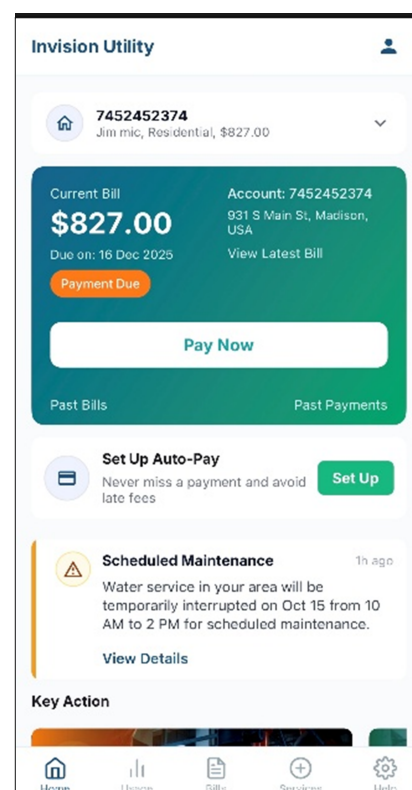 Invision Utility
7452452374
Jim mic, Residential, $827.00
Current Bill
$827.00
Due on: 16 Dec 2025
Payment Due
Account: 7452452374
931 S Main St, Madison,
USA
View Latest Bill
Pay Now
Past Bills
Past Payments
Set Up Auto-Pay
Never miss a payment and avoid
late fees
Set Up
Scheduled Maintenance
1h ago
Water service in your area will be
temporarily interrupted on Oct 15 from 10
AM to 2 PM for scheduled maintenance.
View Details
Key Action
Home
Usage
Bills
Services
Help